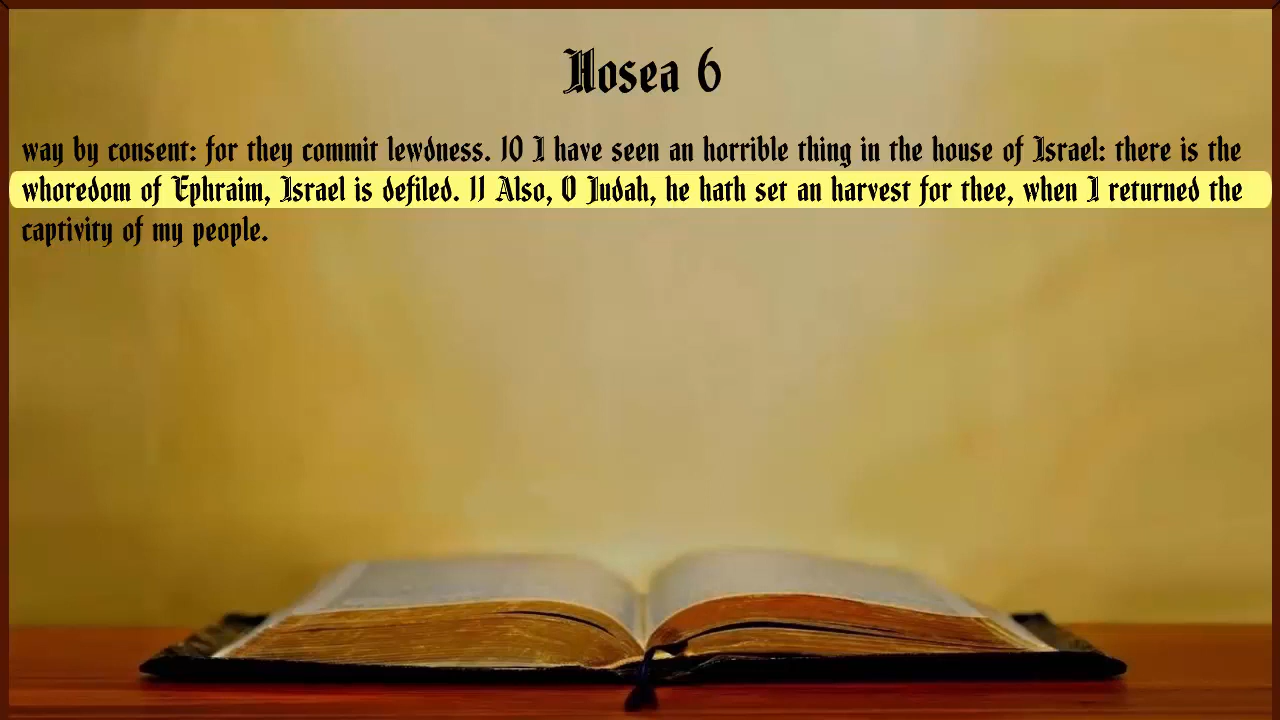 Hosea 6
way by consent: for they commit lewdness. 10 I have seen an horrible thing in the house of Israel: there is the
whoredom of Ephraim, Israel is defiled. 11 Also, O Judah, he hath set an harvest for thee, when I returned the
captivity of my people.